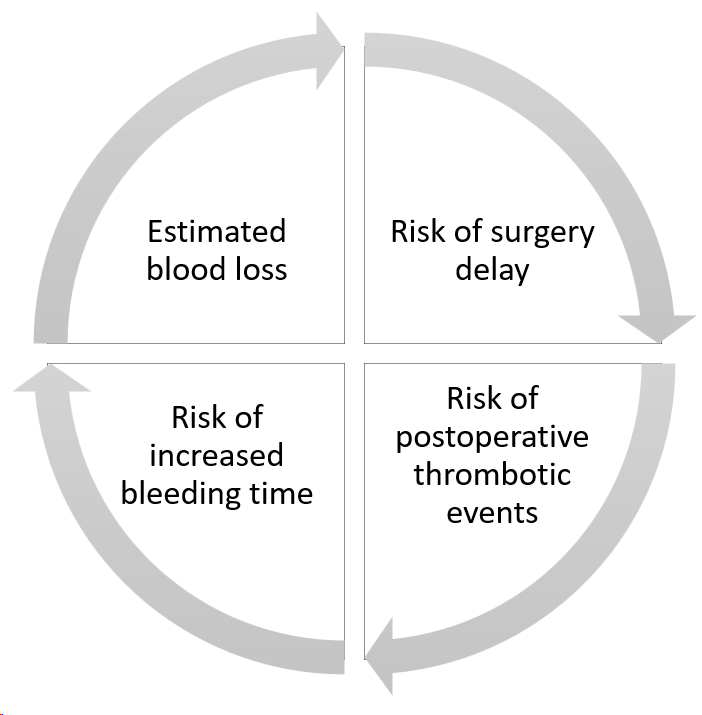 Estimated
blood loss
Risk of surgery
delay
Risk of
increased
bleeding time
Risk of
postoperative
thrombotic
events